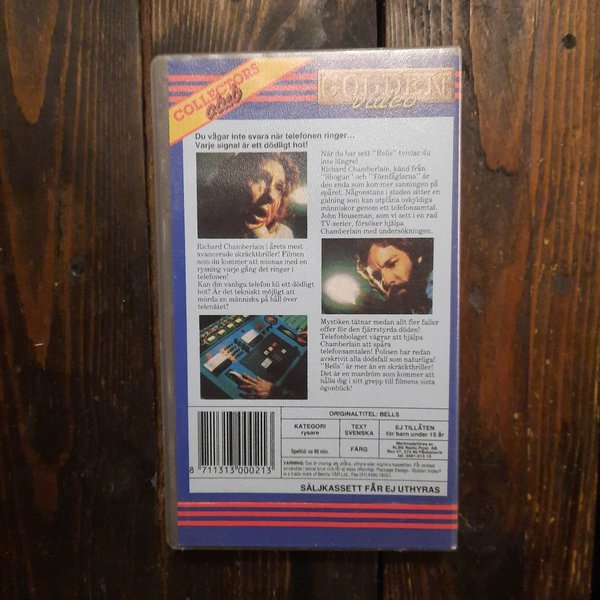 COLLECTORS
club
GOLDEN
video
Du vågar inte svara när telefonen ringer...
Varje signal är ett dödligt hot!
När du har sett "Bells" tvivlar du
inte längre!
Richard Chamberlain, känd från
"Shogun" och "Törnfåglarna" är
den enda som kommer sanningen på
spåret. Någonstans i staden sitter en
galning som kan utplåna oskyldiga
människor genom ett telefonsamtal.
John Houseman, som vi sett i en rad
TV-serier, försöker hjälpa
Chamberlain med undersökningen.
Richard Chamberlain i årets mest
avancerade skräckthriller! Filmen
som du kommer att minnas med en
rysning varje gång det ringer i
telefonen!
Kan din vanliga telefon bli ett dödligt
hot? Är det tekniskt möjligt att
mörda en människa på håll över
telenätet?
Mystiken tätnar medan allt fler faller
offer för den fjärrstyrda döden!
Telefonbolaget vägrar att hjälpa
Chamberlain att spåra
telefonsamtalen! Polisen har redan
avskrivit alla dödsfall som naturliga!
"Bells" är mer än en skräckthriller!
Det är en mardröm som kommer att
hålla dig i sitt grepp till filmens sista
ögonblick!
ORIGINALTITEL: BELLS
KATEGORI
rysare
TEXT
SVENSKA
EJ TILLÅTEN
för barn under 15 år
Speltid: ca 90 min.
FÄRG
8 711313 000213
VARNING
SÄLJKASSETT FÅR EJ UTHYRAS